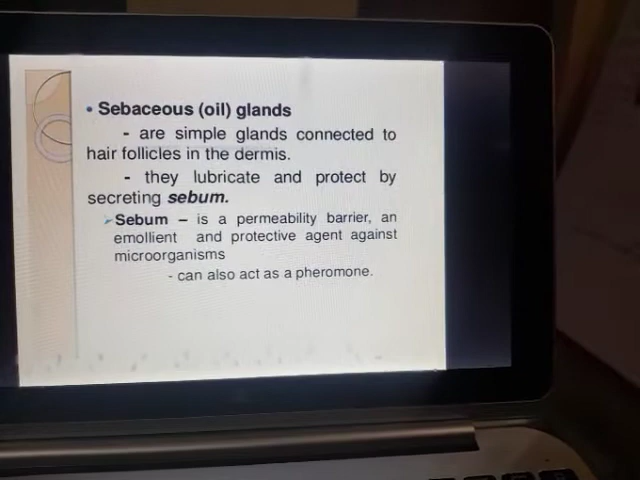 • Sebaceous (oil) glands
- are simple glands connected to
hair follicles in the dermis.
- they lubricate and protect by
secreting sebum.
➢Sebum – is a permeability barrier, an
emollient and protective agent against
microorganisms
- can also act as a pheromone.